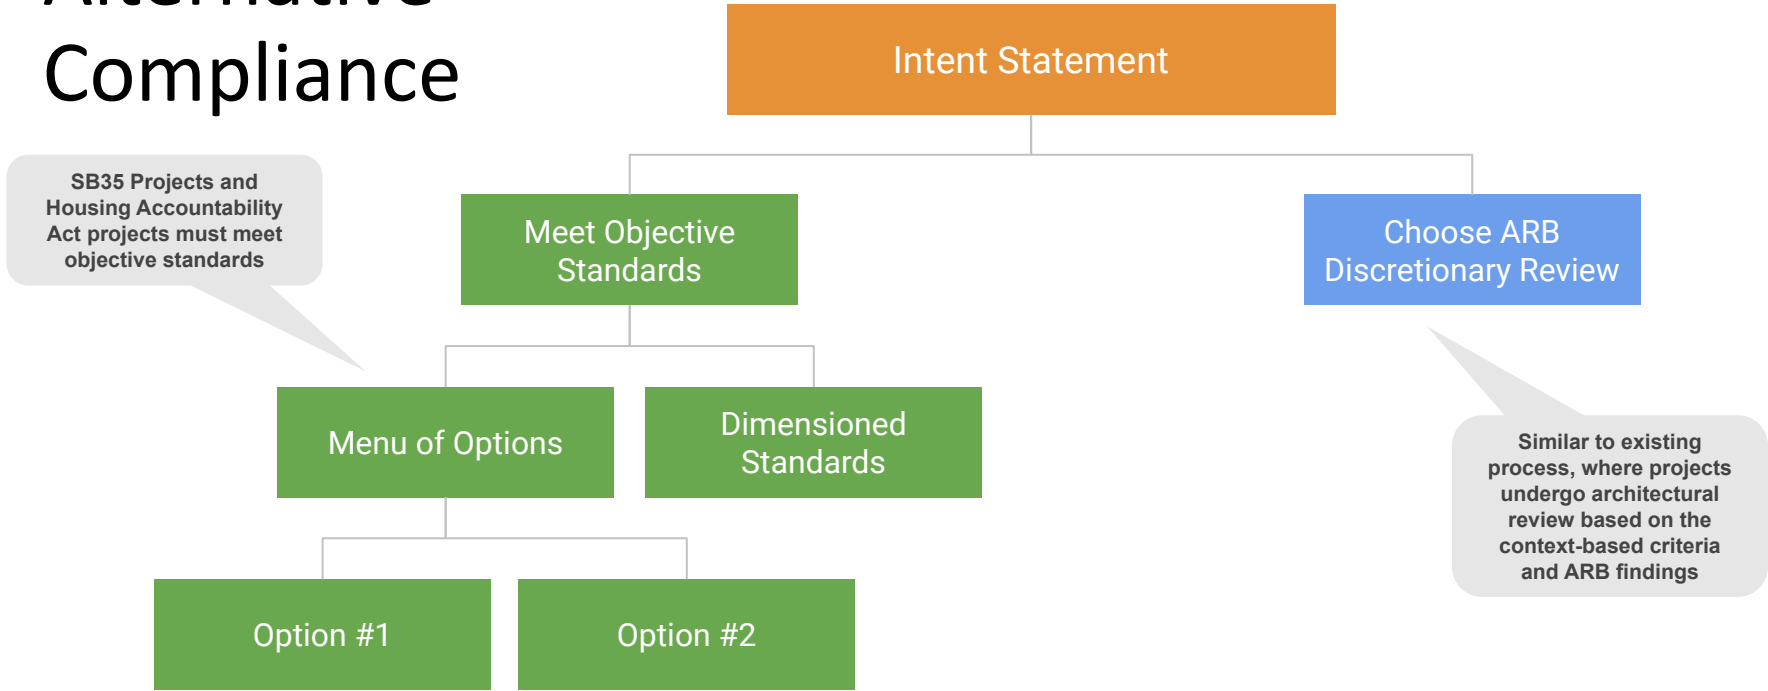 Alternative
Compliance
Intent Statement
SB35 Projects and
Housing Accountability
Act projects must meet
objective standards
Meet Objective
Standards
Choose ARB
Discretionary Review
Menu of Options
Dimensioned
Standards
Similar to existing
process, where projects
undergo architectural
review based on the
context-based criteria
and ARB findings
Option #1
Option #2